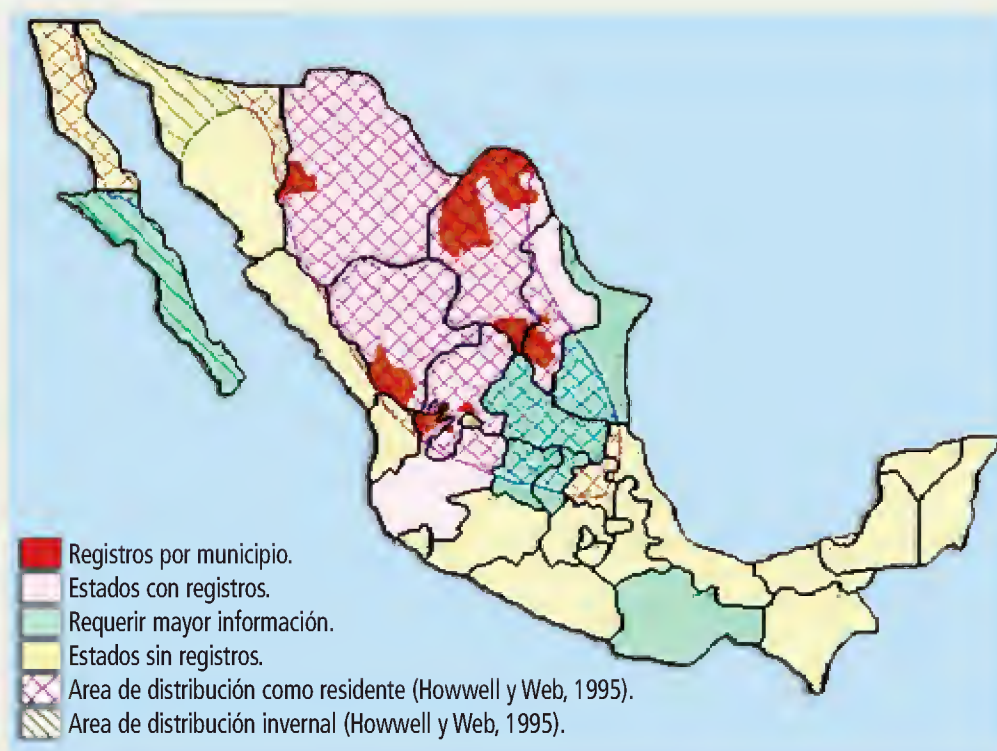 Registros por municipio.
Estados con registros.
Requerir mayor información.
Estados sin registros.
Area de distribución como residente (Howwell y Web, 1995).
Area de distribución invernal (Howwell y Web, 1995).